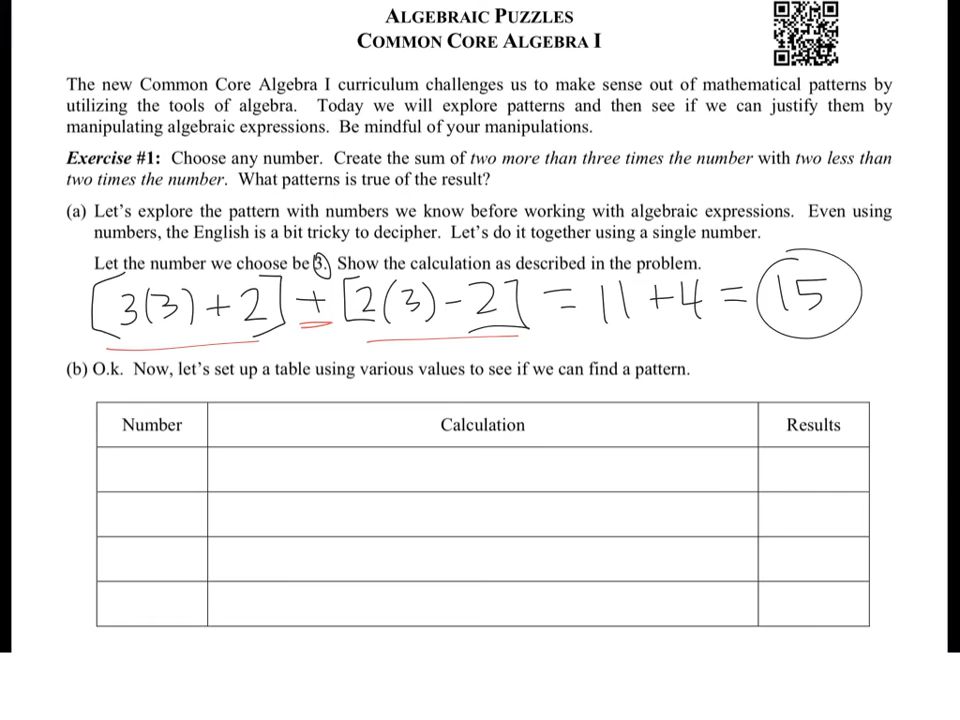 ALGEBRAIC PUZZLES
COMMON CORE ALGEBRA I
The new Common Core Algebra I curriculum challenges us to make sense out of mathematical patterns by
utilizing the tools of algebra. Today we will explore patterns and then see if we can justify them by
manipulating algebraic expressions. Be mindful of your manipulations.
Exercise #1: Choose any number. Create the sum of two more than three times the number with two less than
two times the number. What patterns is true of the result?
(a) Let's explore the pattern with numbers we know before working with algebraic expressions. Even using
numbers, the English is a bit tricky to decipher. Let's do it together using a single number.
Let the number we choose be 3. Show the calculation as described in the problem.
[3(3)+2] + [2(3)-2] = 11+4 = 15
(b) O.k. Now, let's set up a table using various values to see if we can find a pattern.
Number Calculation Results